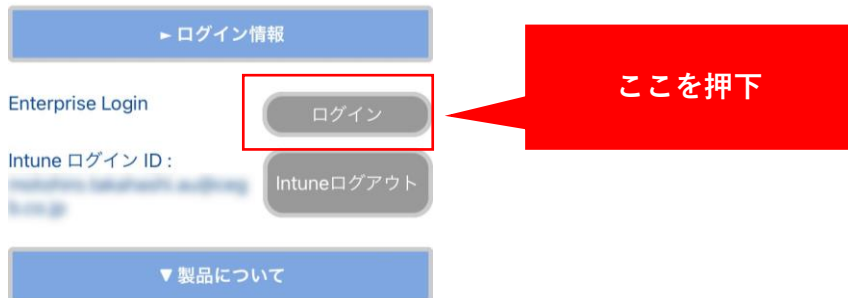 ► ログイン情報
ここを押下
Enterprise Login
ログイン
Intune ログイン ID :
Intuneログアウト
▼製品について